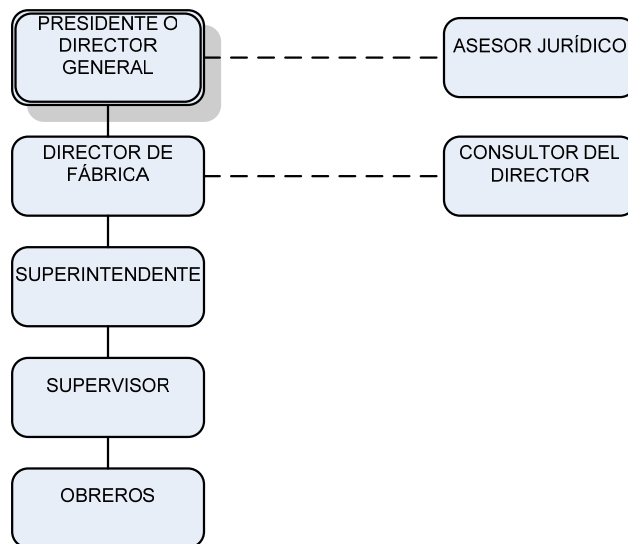 PRESIDENTE O
DIRECTOR
GENERAL
ASESOR JURÍDICO
DIRECTOR DE
FÁBRICA
CONSULTOR DEL
DIRECTOR
SUPERINTENDENTE
SUPERVISOR
OBREROS